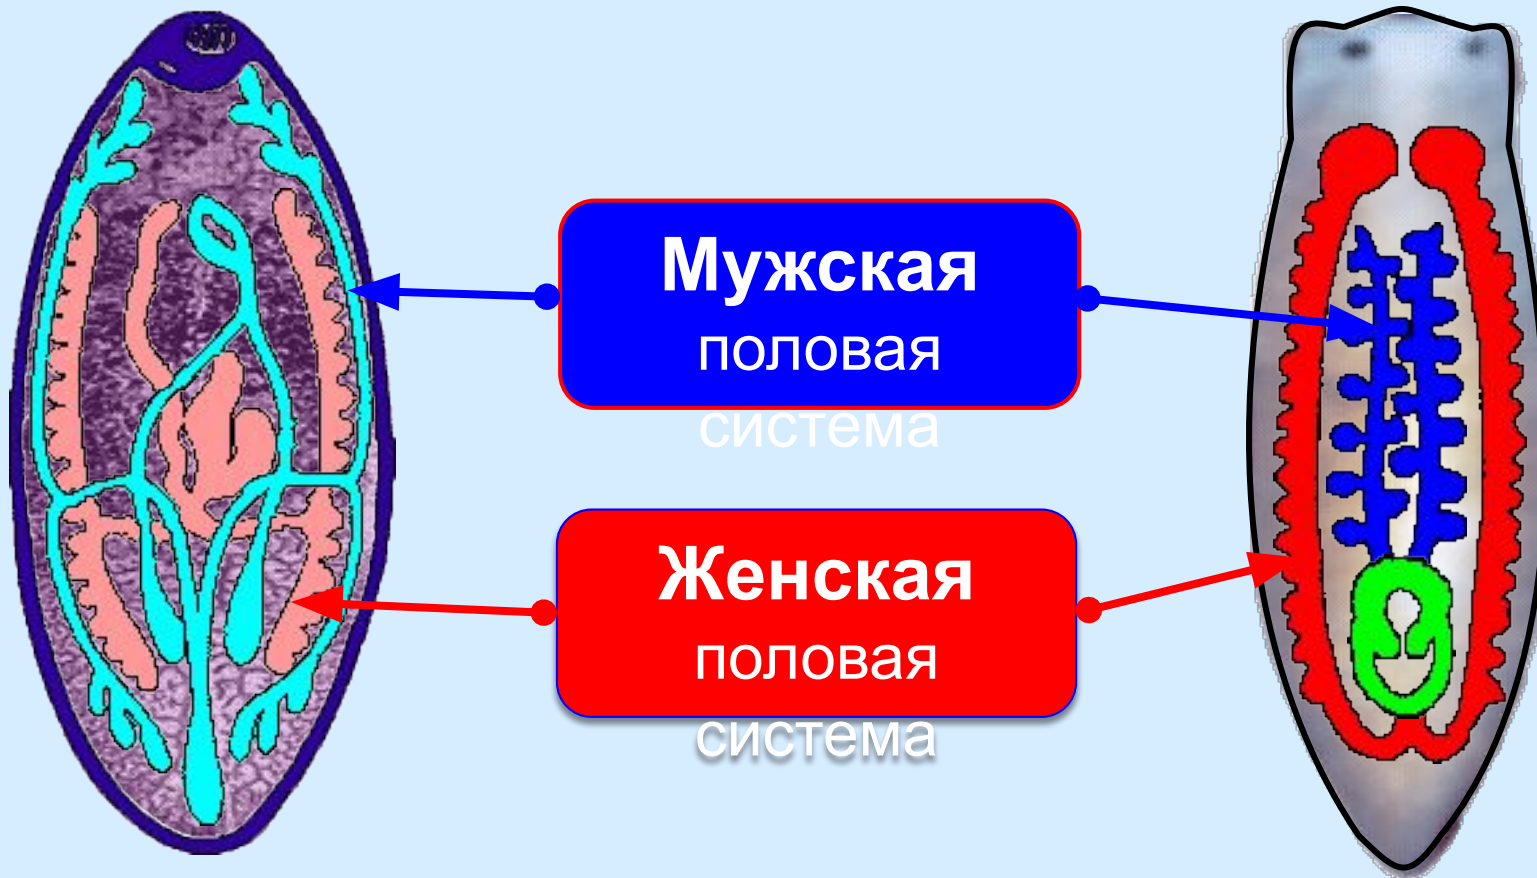 Мужская
половая
система
Женская
половая
система